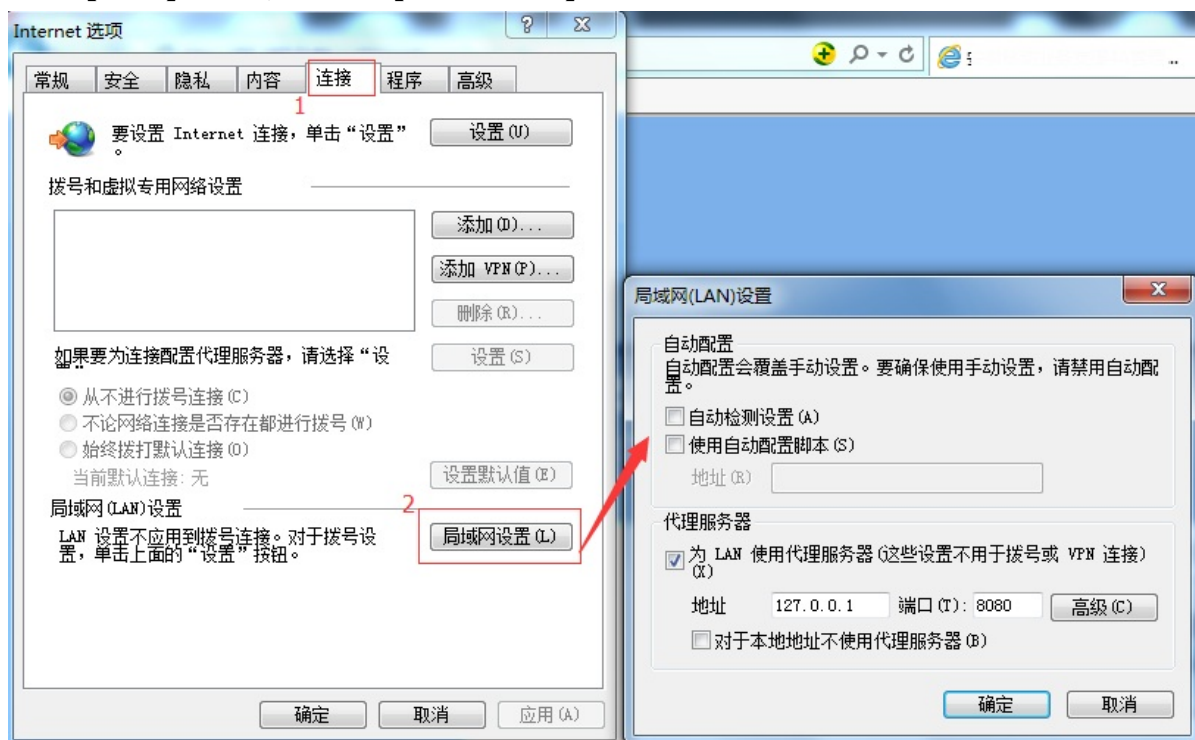 Internet 选项
常规 安全 隐私 内容 连接 程序 高级
1
要设置 Internet 连接，单击“设置” 设置(U)
。
拨号和虚拟专用网络设置
添加(D)...
添加 VPN(P)...
删除(R)...
如果要为连接配置代理服务器，请选择“设 设置(S)
从不进行拨号连接(C)
不论网络连接是否存在都进行拨号(W)
始终拨打默认连接(O)
当前默认连接: 无 设置默认值(E)
局域网(LAN)设置
2
LAN 设置不应用到拨号连接。对于拨号设
置，单击上面的“设置”按钮。
局域网设置(L)
确定 取消 应用(A)
局域网(LAN)设置
自动配置
自动配置会覆盖手动设置。要确保使用手动设置，请禁用自动配
置。
自动检测设置(A)
使用自动配置脚本(S)
地址(R)
代理服务器
为 LAN 使用代理服务器(这些设置不用于拨号或 VPN 连接)
(X)
地址 127.0.0.1 端口(T): 8080 高级(C)
对于本地地址不使用代理服务器(B)
确定 取消